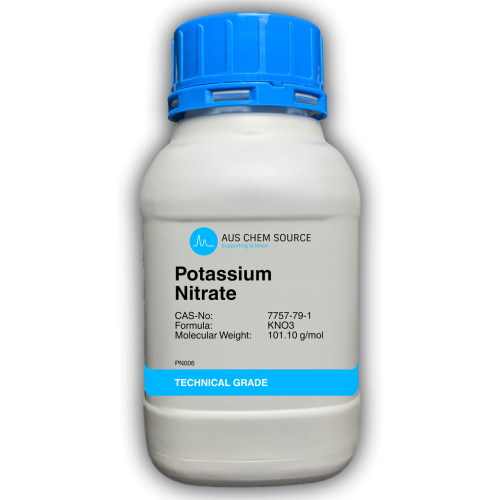 AUS CHEM SOURCE
Supporting Science
Potassium
Nitrate
CAS-No: 7757-79-1
Formula: KNO3
Molecular Weight: 101.10 g/mol
PN006
TECHNICAL GRADE